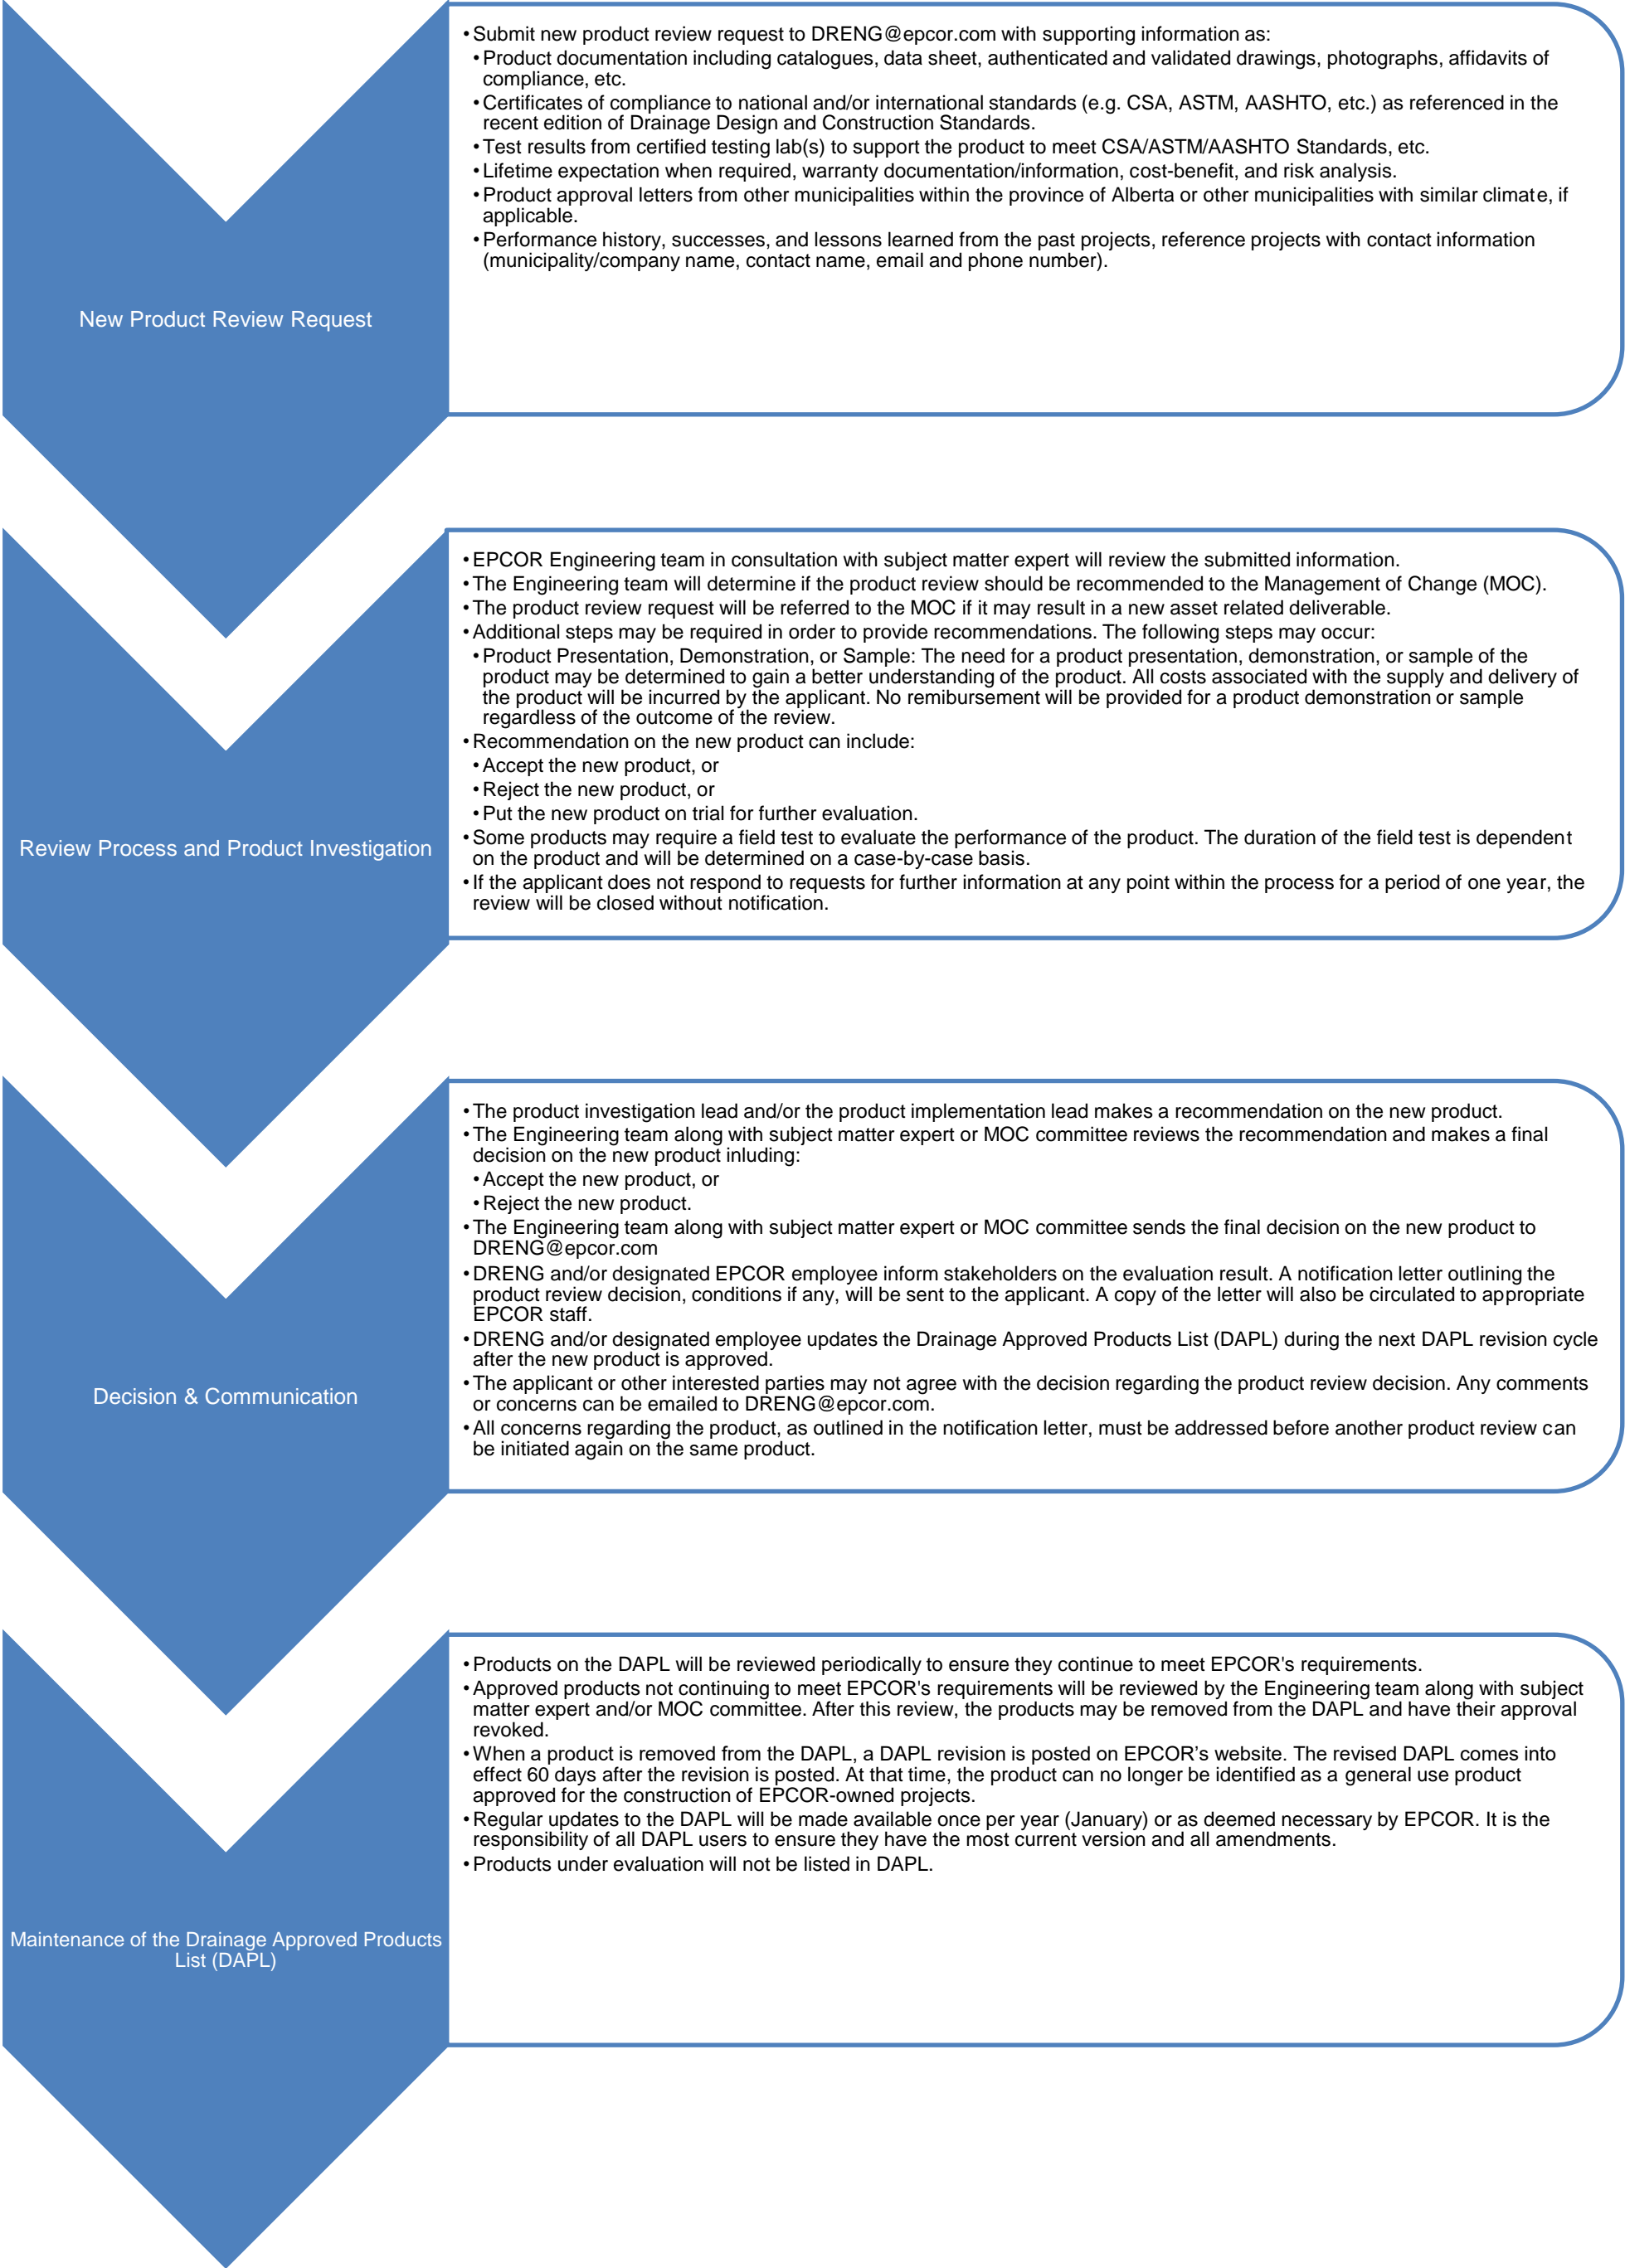 New Product Review Request
•Submit new product review request to DRENG@epcor.com with supporting information as:
•Product documentation including catalogues, data sheet, authenticated and validated drawings, photographs, affidavits of
compliance, etc.
•Certificates of compliance to national and/or international standards (e.g. CSA, ASTM, AASHTO, etc.) as referenced in the
recent edition of Drainage Design and Construction Standards.
•Test results from certified testing lab(s) to support the product to meet CSA/ASTM/AASHTO Standards, etc.
•Lifetime expectation when required, warranty documentation/information, cost-benefit, and risk analysis.
•Product approval letters from other municipalities within the province of Alberta or other municipalities with similar climate, if
applicable.
•Performance history, successes, and lessons learned from the past projects, reference projects with contact information
(municipality/company name, contact name, email and phone number).
Review Process and Product Investigation
•EPCOR Engineering team in consultation with subject matter expert will review the submitted information.
•The Engineering team will determine if the product review should be recommended to the Management of Change (MOC).
•The product review request will be referred to the MOC if it may result in a new asset related deliverable.
•Additional steps may be required in order to provide recommendations. The following steps may occur:
•Product Presentation, Demonstration, or Sample: The need for a product presentation, demonstration, or sample of the
product may be determined to gain a better understanding of the product. All costs associated with the supply and delivery of
the product will be incurred by the applicant. No remibursement will be provided for a product demonstration or sample
regardless of the outcome of the review.
•Recommendation on the new product can include:
•Accept the new product, or
•Reject the new product, or
•Put the new product on trial for further evaluation.
•Some products may require a field test to evaluate the performance of the product. The duration of the field test is dependent
on the product and will be determined on a case-by-case basis.
•If the applicant does not respond to requests for further information at any point within the process for a period of one year, the
review will be closed without notification.
Decision & Communication
•The product investigation lead and/or the product implementation lead makes a recommendation on the new product.
•The Engineering team along with subject matter expert or MOC committee reviews the recommendation and makes a final
decision on the new product inluding:
•Accept the new product, or
•Reject the new product.
•The Engineering team along with subject matter expert or MOC committee sends the final decision on the new product to
DRENG@epcor.com
•DRENG and/or designated EPCOR employee inform stakeholders on the evaluation result. A notification letter outlining the
product review decision, conditions if any, will be sent to the applicant. A copy of the letter will also be circulated to appropriate
EPCOR staff.
•DRENG and/or designated employee updates the Drainage Approved Products List (DAPL) during the next DAPL revision cycle
after the new product is approved.
•The applicant or other interested parties may not agree with the decision regarding the product review decision. Any comments
or concerns can be emailed to DRENG@epcor.com.
•All concerns regarding the product, as outlined in the notification letter, must be addressed before another product review can
be initiated again on the same product.
Maintenance of the Drainage Approved Products
List (DAPL)
•Products on the DAPL will be reviewed periodically to ensure they continue to meet EPCOR's requirements.
•Approved products not continuing to meet EPCOR's requirements will be reviewed by the Engineering team along with subject
matter expert and/or MOC committee. After this review, the products may be removed from the DAPL and have their approval
revoked.
•When a product is removed from the DAPL, a DAPL revision is posted on EPCOR’s website. The revised DAPL comes into
effect 60 days after the revision is posted. At that time, the product can no longer be identified as a general use product
approved for the construction of EPCOR-owned projects.
•Regular updates to the DAPL will be made available once per year (January) or as deemed necessary by EPCOR. It is the
responsibility of all DAPL users to ensure they have the most current version and all amendments.
•Products under evaluation will not be listed in DAPL.